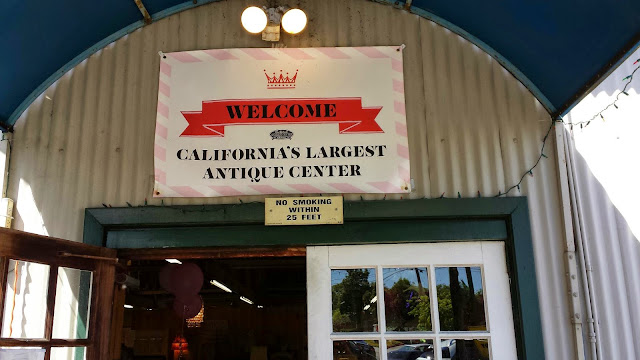 WELCOME
CALIFORNIA'S LARGEST
ANTIQUE CENTER
NO SMOKING
WITHIN
25 FEET